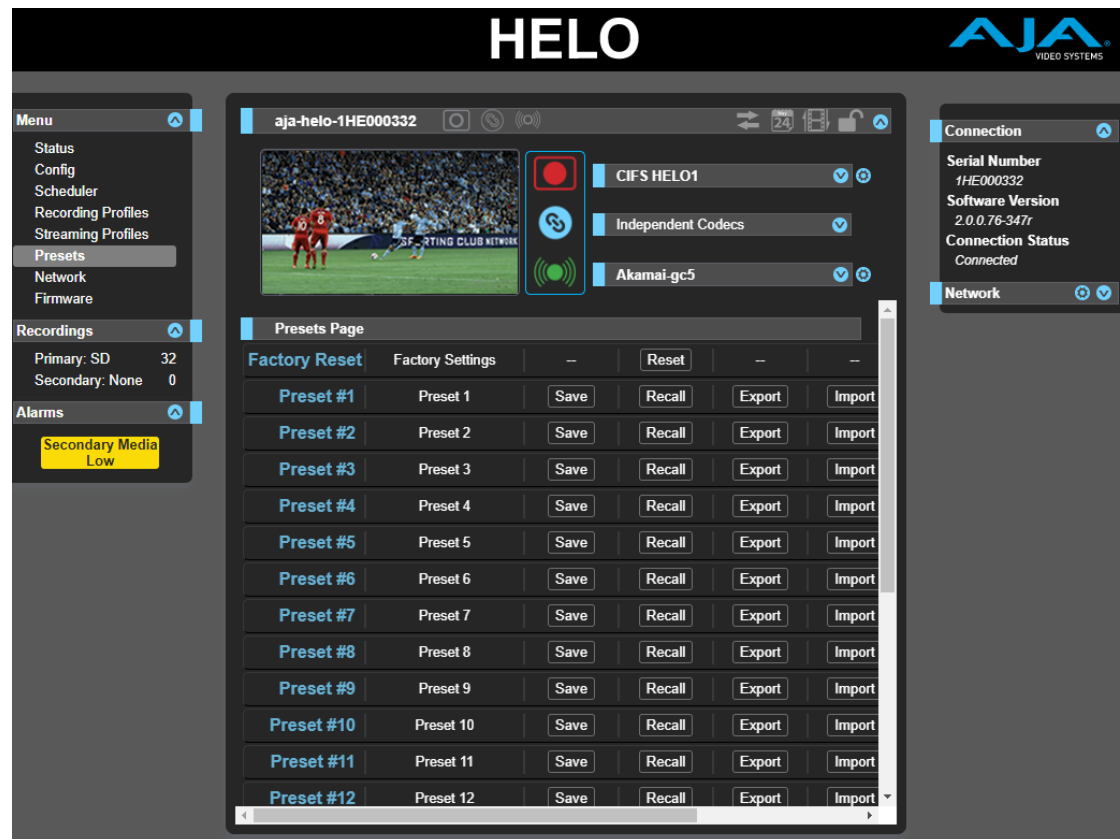 HELO
AJA
VIDEO SYSTEMS
Menu
Status
Config
Scheduler
Recording Profiles
Streaming Profiles
Presets
Network
Firmware
Recordings
Primary: SD 32
Secondary: None 0
Alarms
Secondary Media
Low
aja-helo-1HE000332
24
CIFS HELO1
Independent Codecs
Akamai-gc5
8
SPORTING CLUB NETWORK
Presets Page
Factory Reset Factory Settings -- Reset -- --
Preset #1 Preset 1 Save Recall Export Import
Preset #2 Preset 2 Save Recall Export Import
Preset #3 Preset 3 Save Recall Export Import
Preset #4 Preset 4 Save Recall Export Import
Preset #5 Preset 5 Save Recall Export Import
Preset #6 Preset 6 Save Recall Export Import
Preset #7 Preset 7 Save Recall Export Import
Preset #8 Preset 8 Save Recall Export Import
Preset #9 Preset 9 Save Recall Export Import
Preset #10 Preset 10 Save Recall Export Import
Preset #11 Preset 11 Save Recall Export Import
Preset #12 Preset 12 Save Recall Export Import
Connection
Serial Number
1HE000332
Software Version
2.0.0.76-347r
Connection Status
Connected
Network